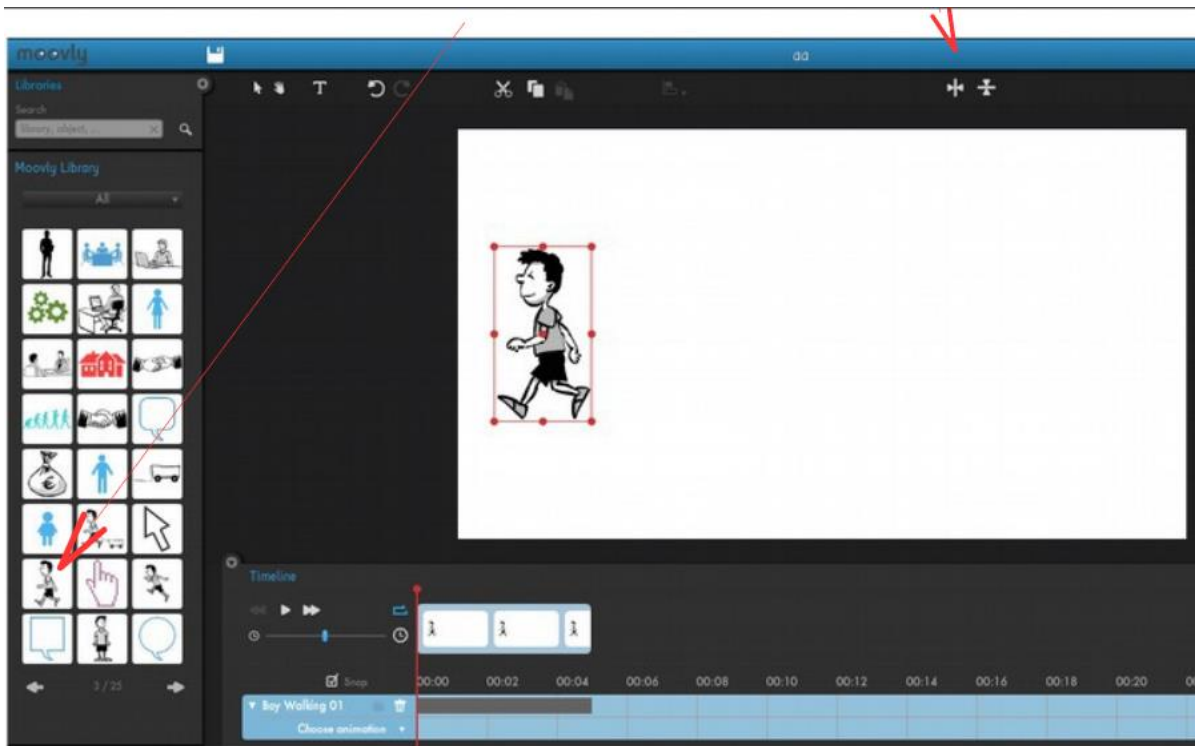 moovly
aa
Libraries
T
Search
library, object, ...
Moovly Library
All
€
Timeline
Snap
00:00 00:02 00:04 00:06 00:08 00:10 00:12 00:14 00:16 00:18 00:20
3 / 25
Boy Walking 01
Choose animation